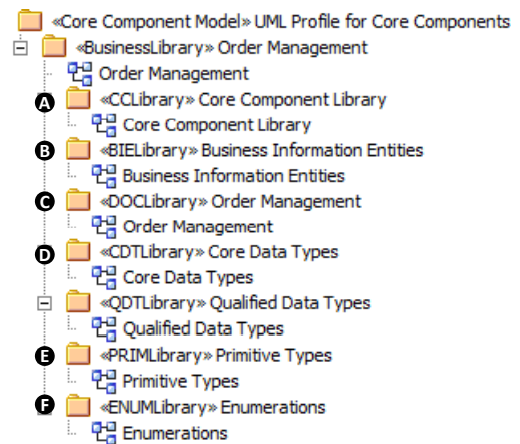 «Core Component Model» UML Profile for Core Components
«BusinessLibrary» Order Management
Order Management
A «CCLibrary» Core Component Library
Core Component Library
B «BIELibrary» Business Information Entities
Business Information Entities
C «DOCLibrary» Order Management
Order Management
D «CDTLibrary» Core Data Types
Core Data Types
«QDTLibrary» Qualified Data Types
Qualified Data Types
E «PRIMLibrary» Primitive Types
Primitive Types
F «ENUMLibrary» Enumerations
Enumerations